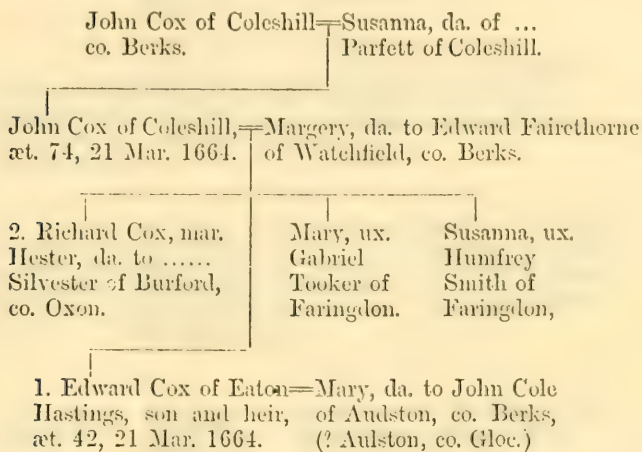 John Cox of Coleshill=Susanna, da. of ...
co. Berks. Parfett of Coleshill.
John Cox of Coleshill,=Margery, da. to Edward Fairethorne
æt. 74, 21 Mar. 1664. of Watchfield, co. Berks.
2. Richard Cox, mar. Mary, ux. Susanna, ux.
Hester, da. to ...... Gabriel Humfrey
Silvester of Burford, Tooker of Smith of
co. Oxon. Faringdon. Faringdon,
1. Edward Cox of Eaton=Mary, da. to John Cole
Hastings, son and heir, of Audston, co. Berks,
æt. 42, 21 Mar. 1664. (? Aulston, co. Gloc.)